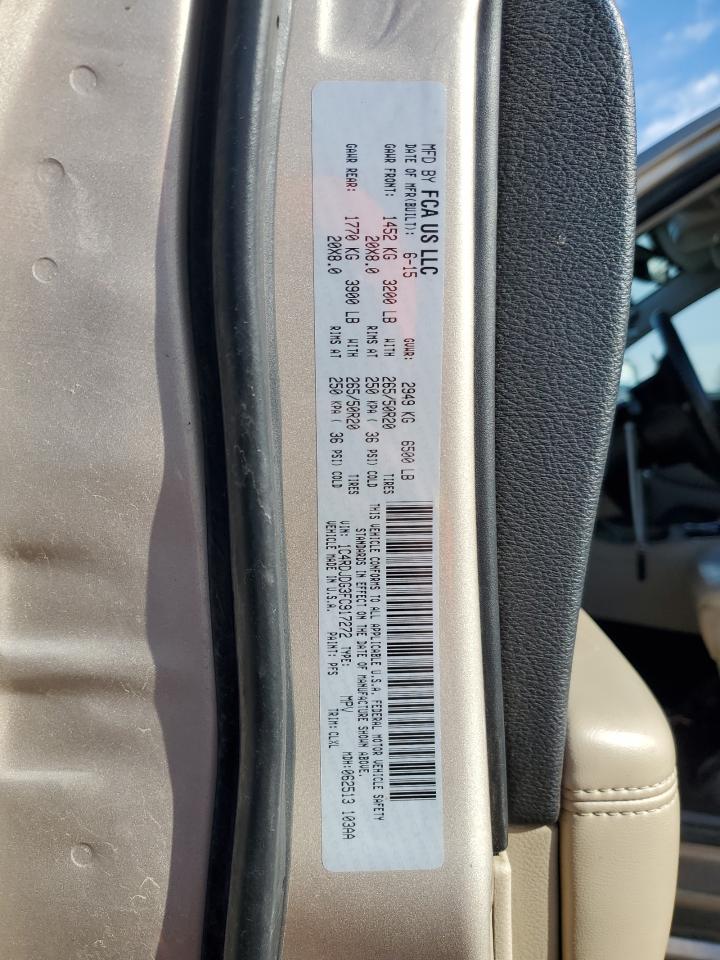 MFD BY FCA US LLC
DATE OF MFR(BUILT): 6-15 GVWR: 2949 KG 6500 LB
GAWR FRONT: 1452 KG 3200 LB WITH 265/50R20 TIRES
20X8.0 RIMS AT 250 KPA ( 36 PSI) COLD
GAWR REAR: 1770 KG 3900 LB WITH 265/50R20 TIRES
20X8.0 RIMS AT 250 KPA ( 36 PSI) COLD
THIS VEHICLE CONFORMS TO ALL APPLICABLE U.S.A. FEDERAL MOTOR VEHICLE SAFETY
STANDARDS IN EFFECT ON THE DATE OF MANUFACTURE SHOWN ABOVE.
VIN: 1C4RDJDG3FC917272 TYPE: MPV MDH:062513 103AA
VEHICLE MADE IN U.S.A. PAINT: PFS TRIM: CLXL